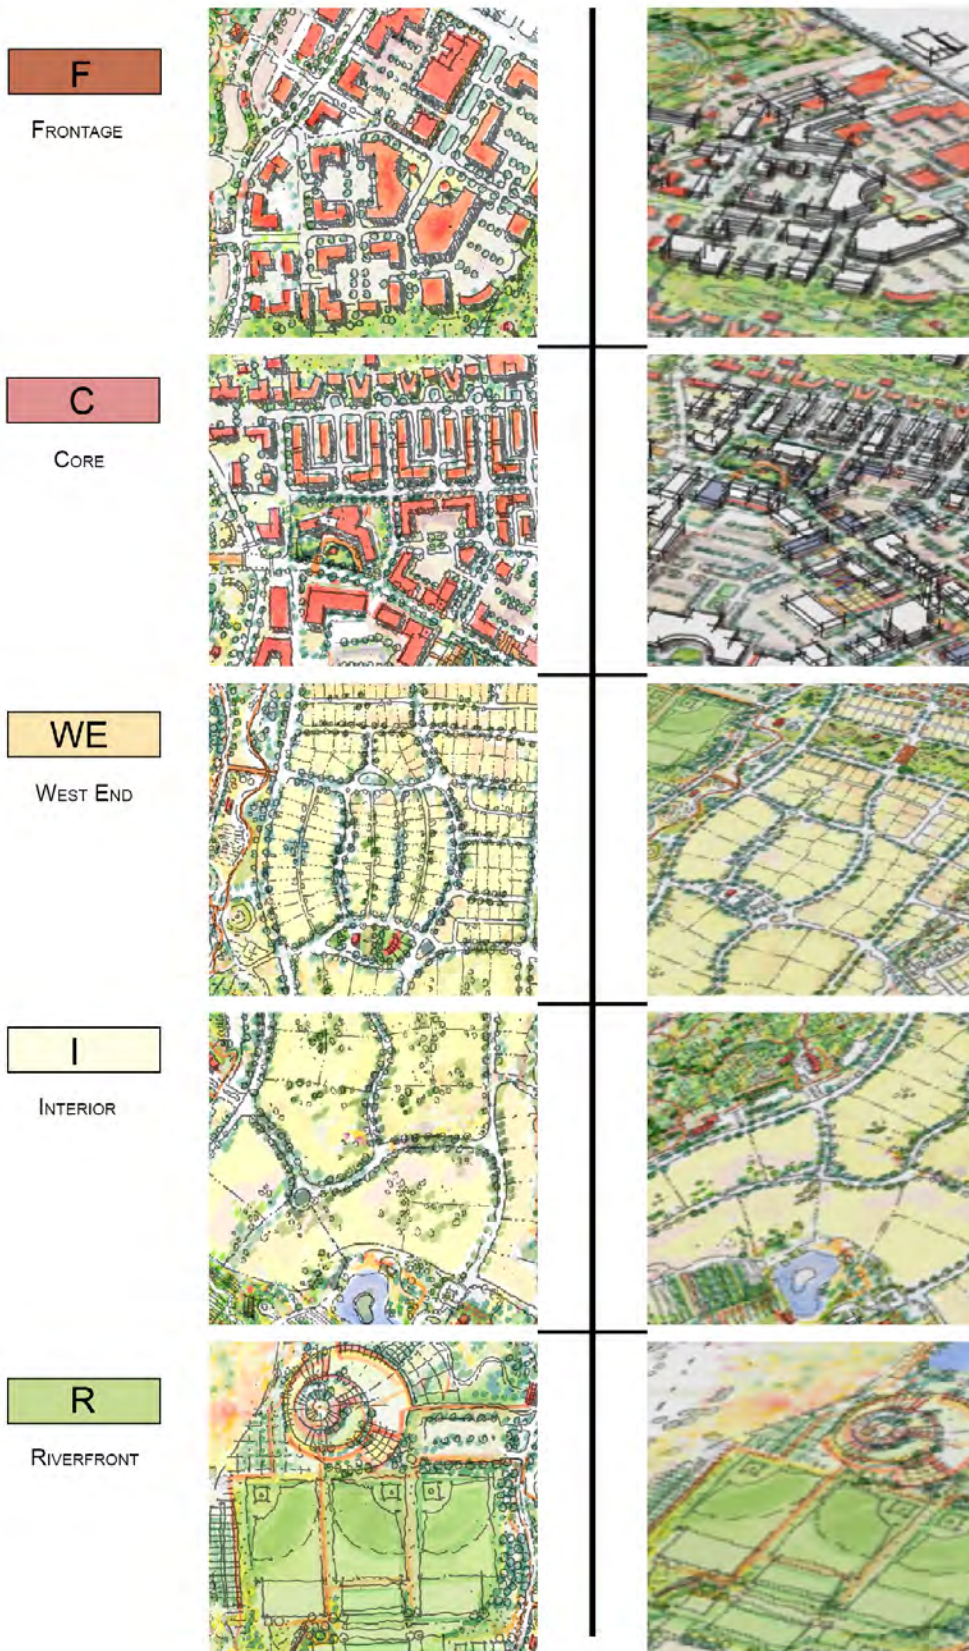 F
FRONTAGE
C
CORE
WE
WEST END
I
INTERIOR
R
RIVERFRONT